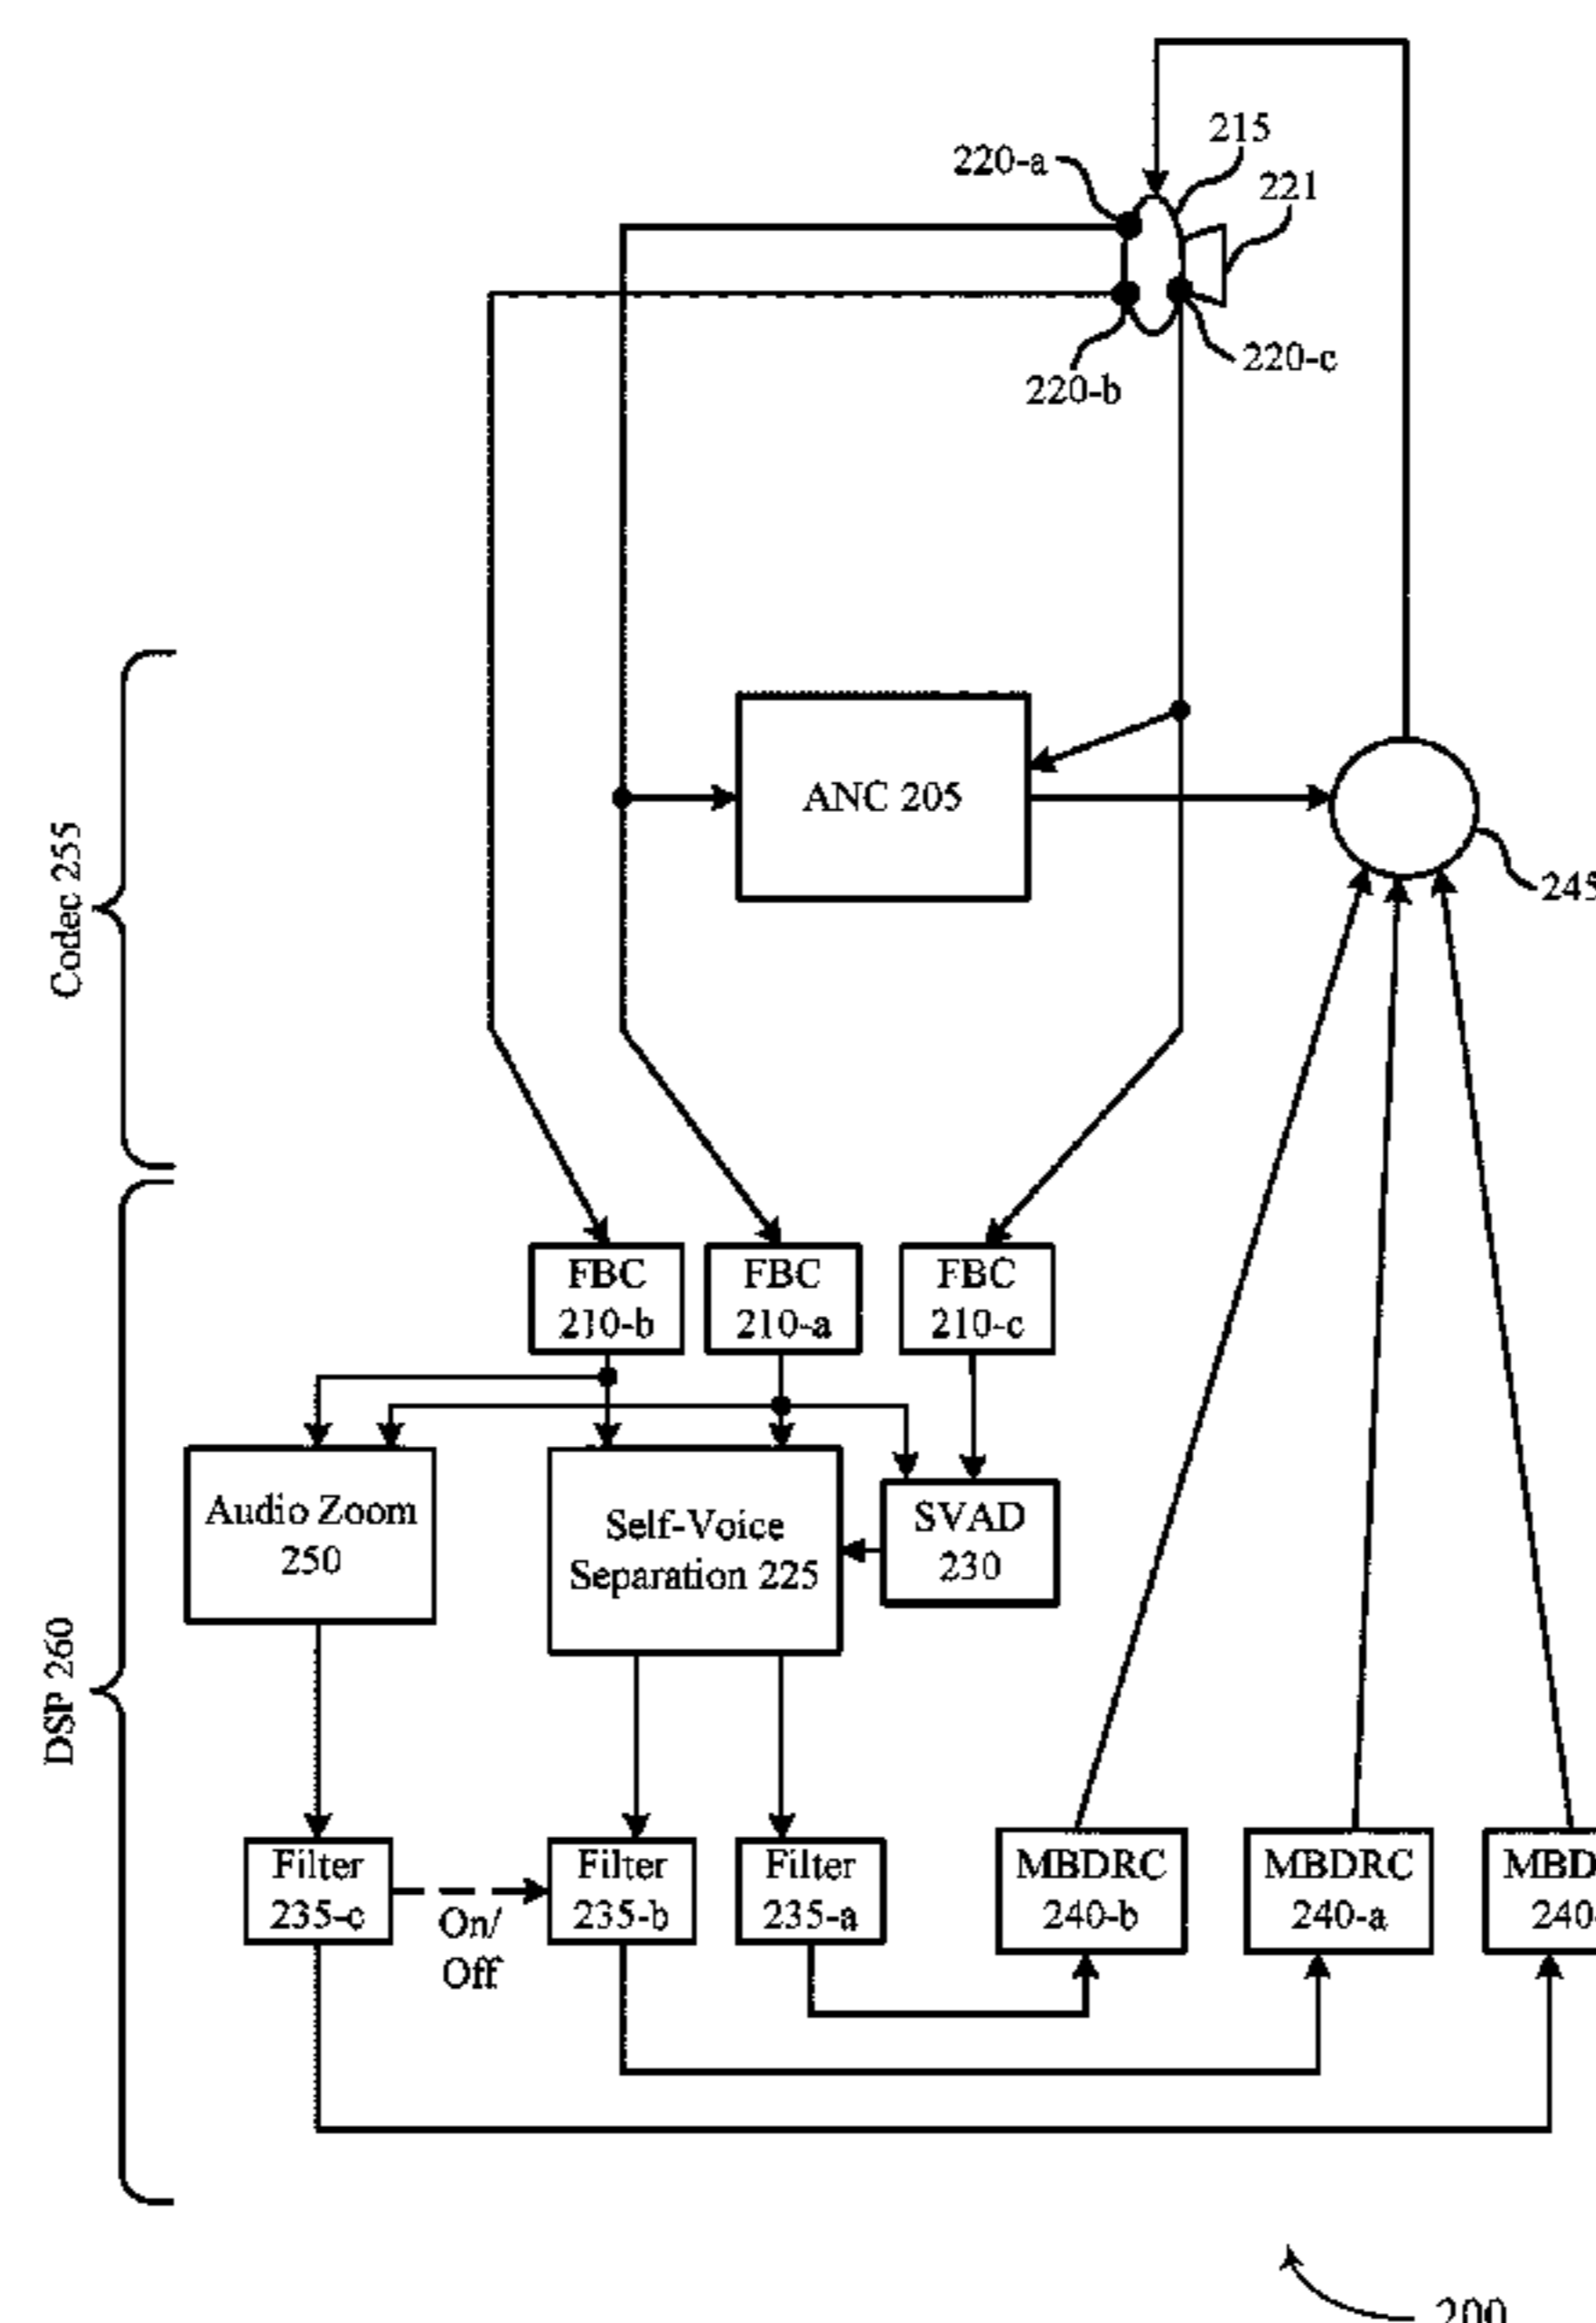 215
220-a
221
220-c
220-b
ANC 205
245
Codec 255
FBC
210-b
FBC
210-a
FBC
210-c
Audio Zoom
250
Self-Voice
Separation 225
SVAD
230
DSP 260
Filter
235-c
On/
Off
Filter
235-b
Filter
235-a
MBDRC
240-b
MBDRC
240-a
MBD
240-
200